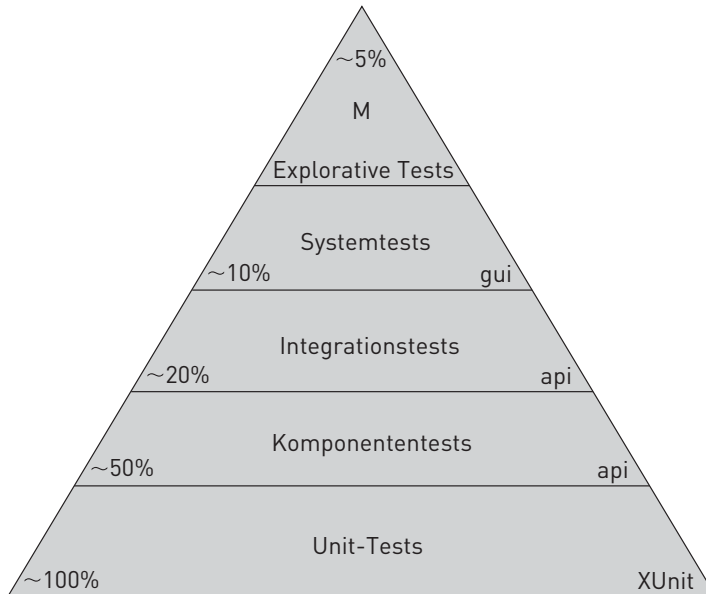 ~5%
M
Explorative Tests
Systemtests
~10% gui
Integrationstests
~20% api
Komponententests
~50% api
Unit-Tests
~100% XUnit